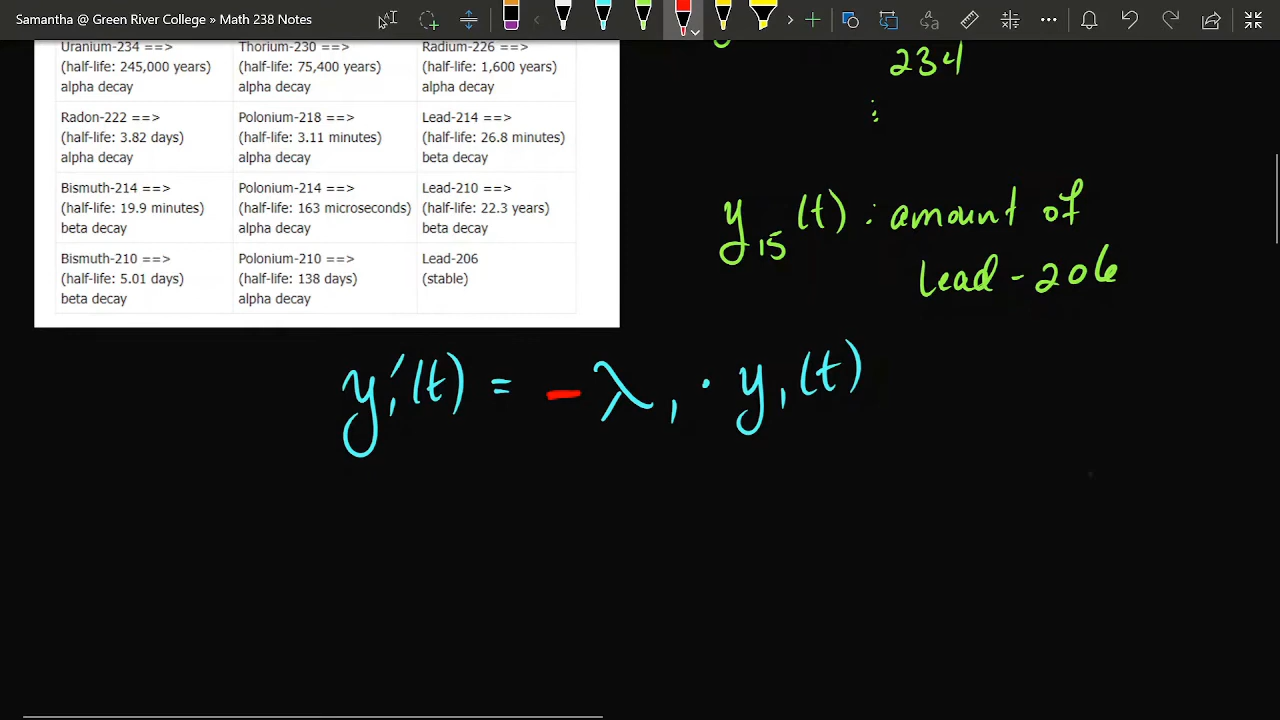 Samantha @ Green River College » Math 238 Notes
Uranium-234 ==> Thorium-230 ==> Radium-226 ==>
(half-life: 245,000 years) (half-life: 75,400 years) (half-life: 1,600 years)
alpha decay alpha decay alpha decay
Radon-222 ==> Polonium-218 ==> Lead-214 ==>
(half-life: 3.82 days) (half-life: 3.11 minutes) (half-life: 26.8 minutes)
alpha decay alpha decay beta decay
Bismuth-214 ==> Polonium-214 ==> Lead-210 ==>
(half-life: 19.9 minutes) (half-life: 163 microseconds) (half-life: 22.3 years)
beta decay alpha decay beta decay
Bismuth-210 ==> Polonium-210 ==> Lead-206
(half-life: 5.01 days) (half-life: 138 days) (stable)
beta decay alpha decay
234
⋮
y₁₅(t) : amount of
lead-206
y₁′(t) = -λ₁ · y₁(t)